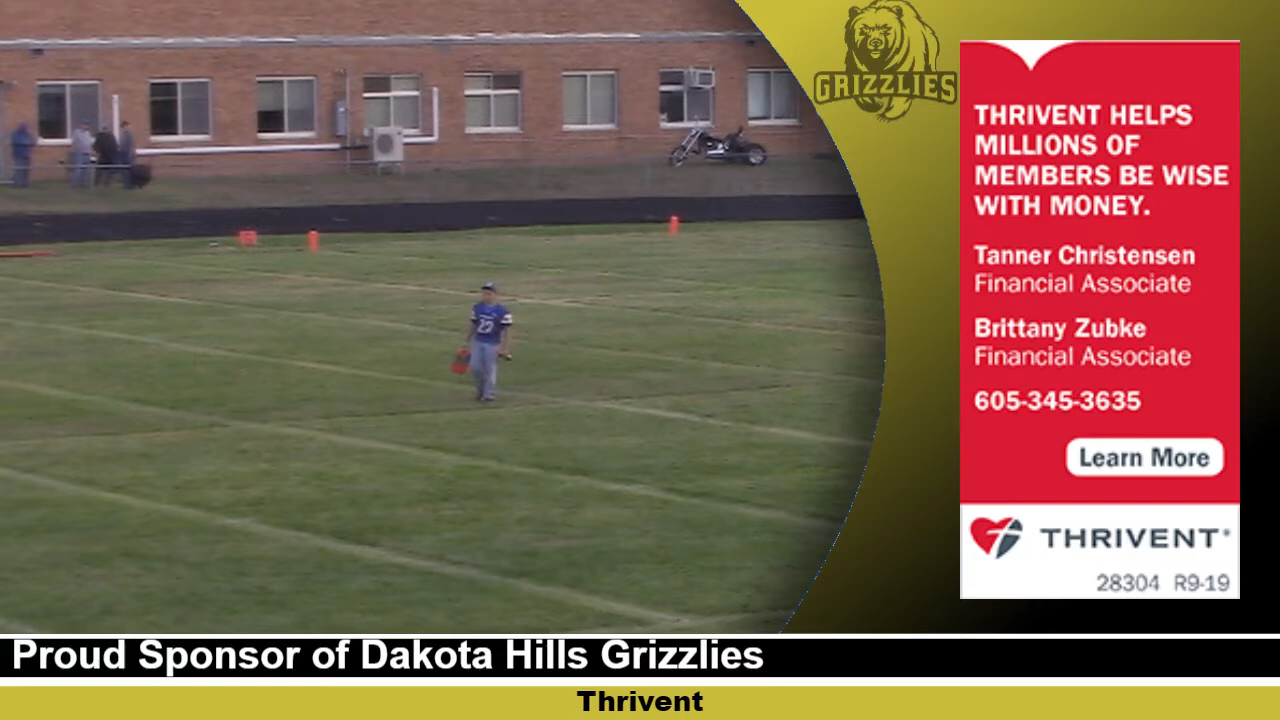 GRIZZLIES
THRIVENT HELPS
MILLIONS OF
MEMBERS BE WISE
WITH MONEY.
Tanner Christensen
Financial Associate
Brittany Zubke
Financial Associate
605-345-3635
Learn More
THRIVENT®
28304 R9-19
Proud Sponsor of Dakota Hills Grizzlies
Thrivent